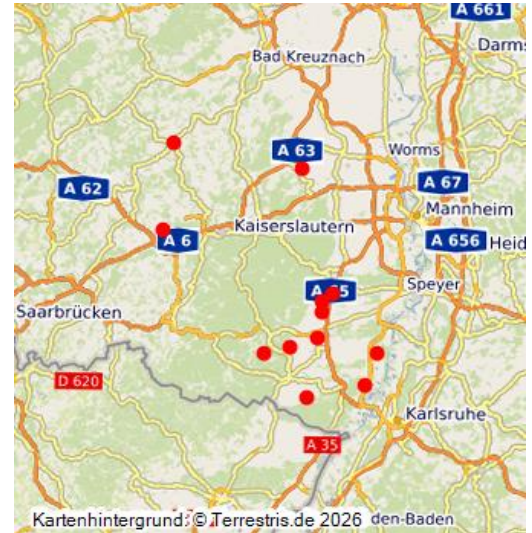 A 661
Bad Kreuznach
Darms
A 63
Worms
A 62
A 67
Mannheim
Kaiserslautern
A 6
A 656
Heid
A 65
Speyer
Saarbrücken
D 620
Karlsruhe
A 35
Kartenhintergrund: © Terrestris.de 2026
den-Baden